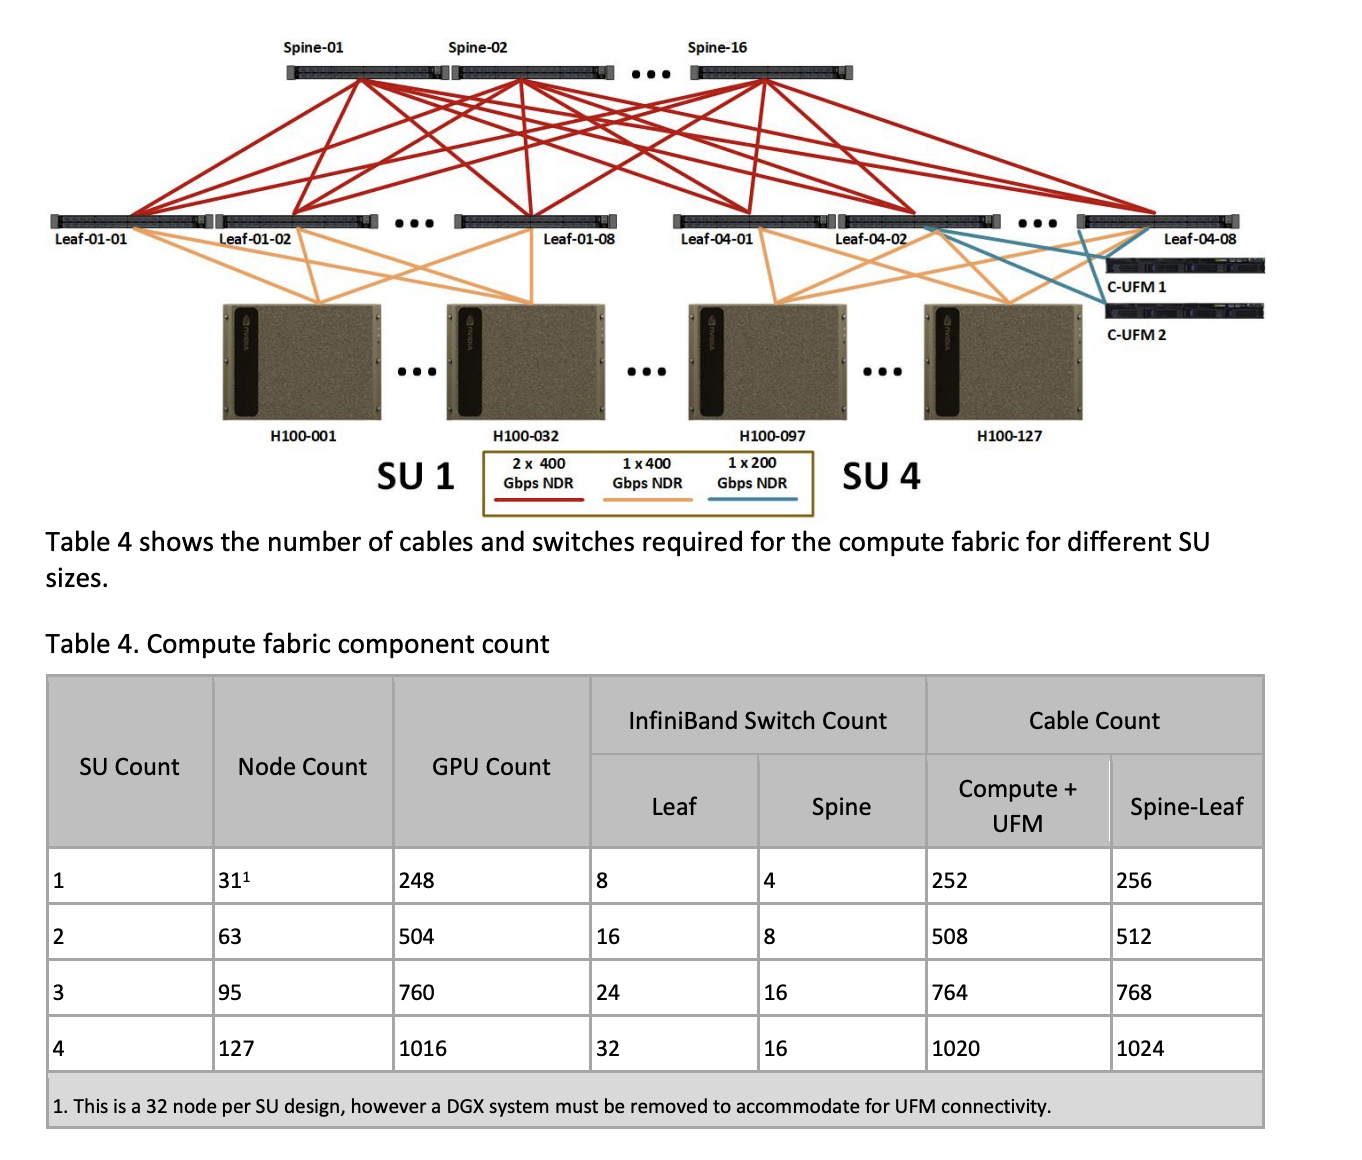 Spine-01
Spine-02
Spine-16
Leaf-01-01
Leaf-01-02
Leaf-01-08
Leaf-04-01
Leaf-04-02
Leaf-04-08
C-UFM 1
C-UFM 2
NVIDIA
NVIDIA
NVIDIA
NVIDIA
H100-001
H100-032
H100-097
H100-127
SU 1
2 x 400
Gbps NDR
1 x 400
Gbps NDR
1 x 200
Gbps NDR
SU 4
Table 4 shows the number of cables and switches required for the compute fabric for different SU
sizes.
Table 4. Compute fabric component count
SU Count
Node Count
GPU Count
InfiniBand Switch Count
Cable Count
Leaf
Spine
Compute +
UFM
Spine-Leaf
1 31¹ 248 8 4 252 256
2 63 504 16 8 508 512
3 95 760 24 16 764 768
4 127 1016 32 16 1020 1024
1. This is a 32 node per SU design, however a DGX system must be removed to accommodate for UFM connectivity.